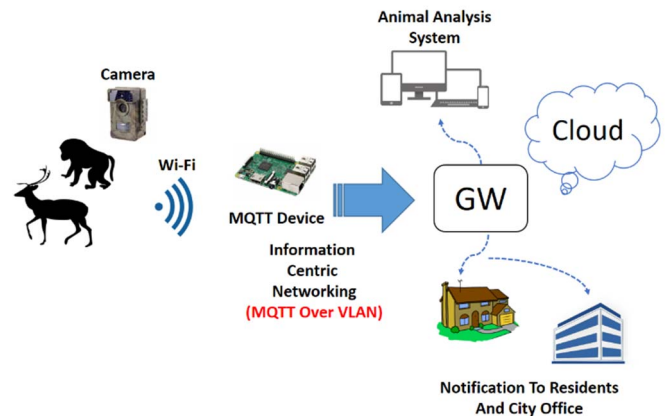 Animal Analysis
System
Camera
Cloud
Wi-Fi
GW
MQTT Device
Information
Centric
Networking
(MQTT Over VLAN)
Notification To Residents
And City Office